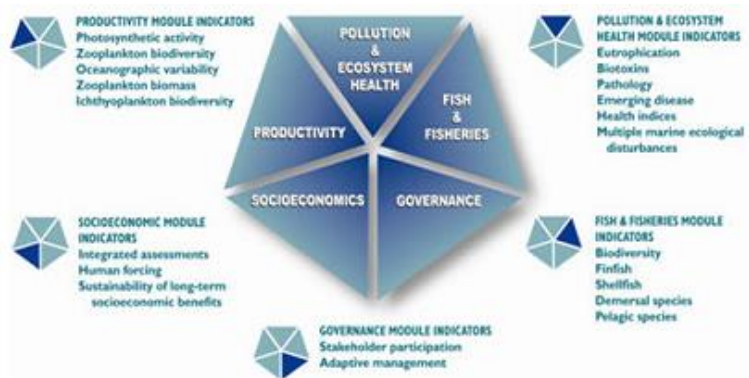 PRODUCTIVITY MODULE INDICATORS
Photosynthetic activity
Zooplankton biodiversity
Oceanographic variability
Zooplankton biomass
Ichthyoplankton biodiversity
POLLUTION
&
ECOSYSTEM
HEALTH
FISH
&
FISHERIES
PRODUCTIVITY
SOCIOECONOMICS
GOVERNANCE
POLLUTION & ECOSYSTEM
HEALTH MODULE INDICATORS
Eutrophication
Biotoxins
Pathology
Emerging disease
Health indices
Multiple marine ecological
disturbances
SOCIOECONOMIC MODULE
INDICATORS
Integrated assessments
Human forcing
Sustainability of long-term
socioeconomic benefits
FISH & FISHERIES MODULE
INDICATORS
Biodiversity
Finfish
Shellfish
Demersal species
Pelagic species
GOVERNANCE MODULE INDICATORS
Stakeholder participation
Adaptive management